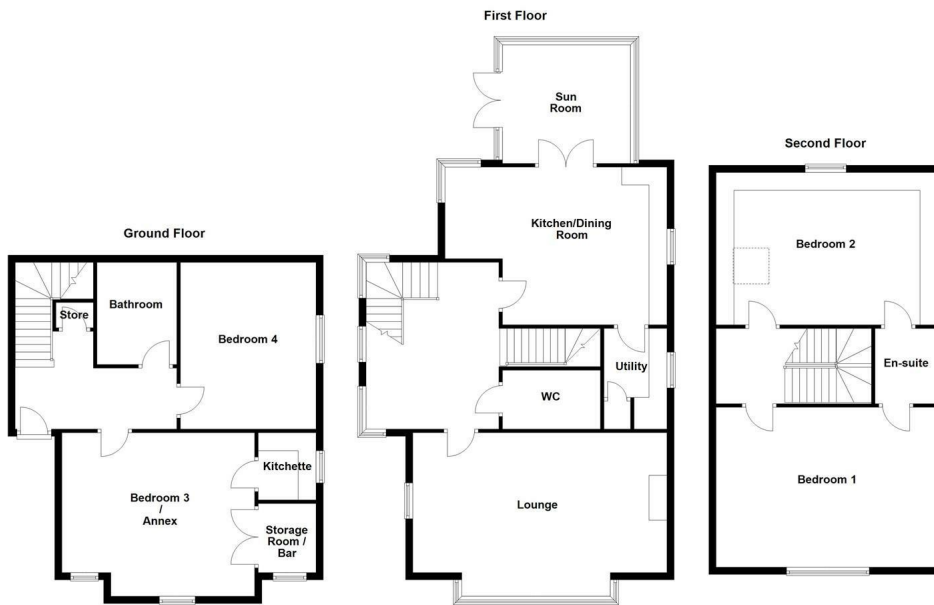 First Floor
Sun
Room
Second Floor
Kitchen/Dining
Room
Bedroom 2
Ground Floor
Store
Bathroom
Bedroom 4
Utility
En-suite
WC
Kitchette
Bedroom 3
/
Annex
Storage
Room /
Bar
Lounge
Bedroom 1